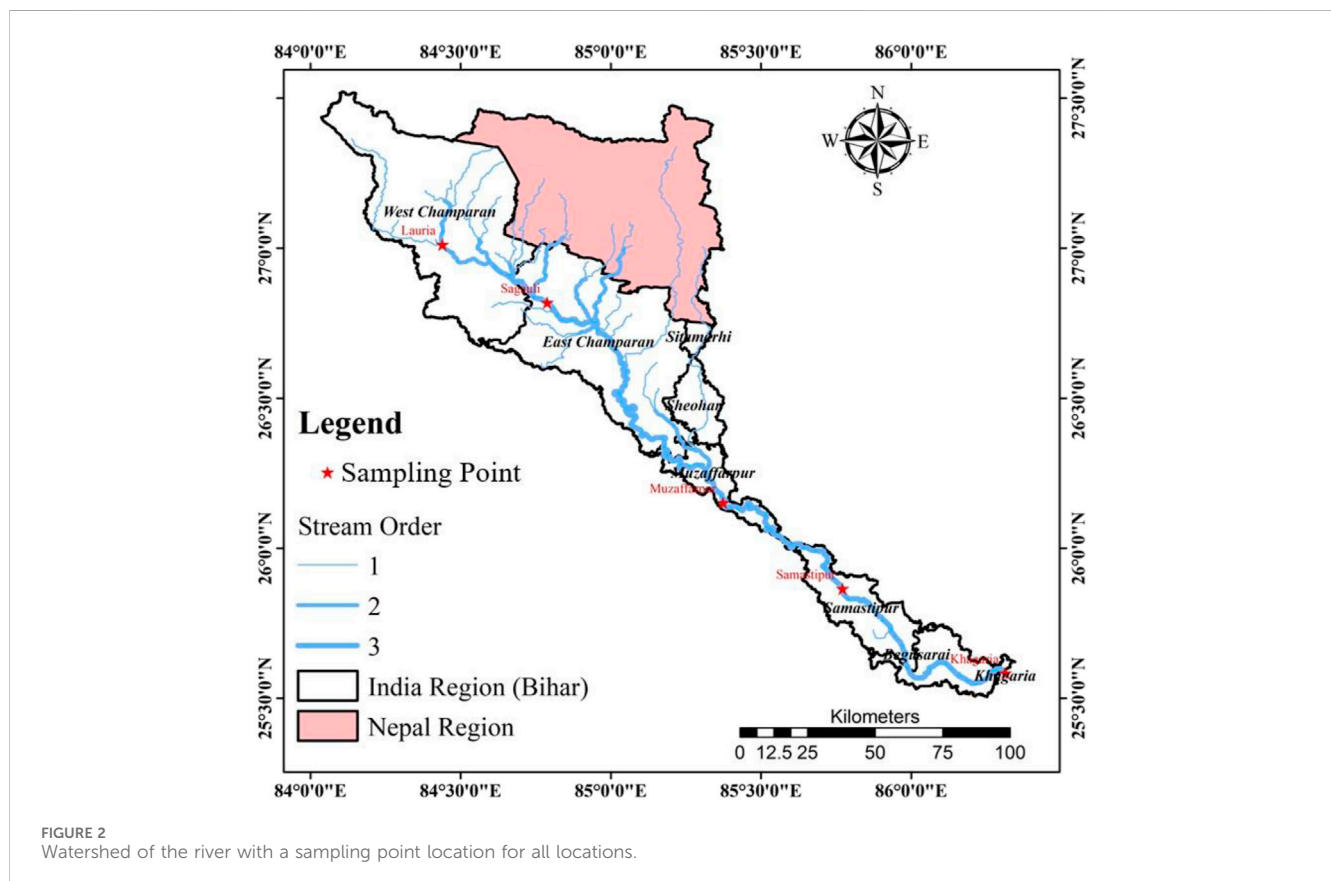 84°0'0"E 84°30'0"E 85°0'0"E 85°30'0"E 86°0'0"E
27°30'0"N
27°30'0"N
N
W
E
S
West Champaran
Lauria
27°0'0"N
27°0'0"N
Sagauli
East Champaran
Sitamarhi
26°30'0"N
26°30'0"N
Sheohar
Legend
Sampling Point
Muzaffarpur
Muzaffarpur
Stream Order
26°0'0"N
26°0'0"N
1
Samastipur
2
Samastipur
3
Begusarai
Khagaria
Khagaria
India Region (Bihar)
25°30'0"N
25°30'0"N
Nepal Region
Kilometers
0 12.5 25 50 75 100
84°0'0"E 84°30'0"E 85°0'0"E 85°30'0"E 86°0'0"E
FIGURE 2
Watershed of the river with a sampling point location for all locations.